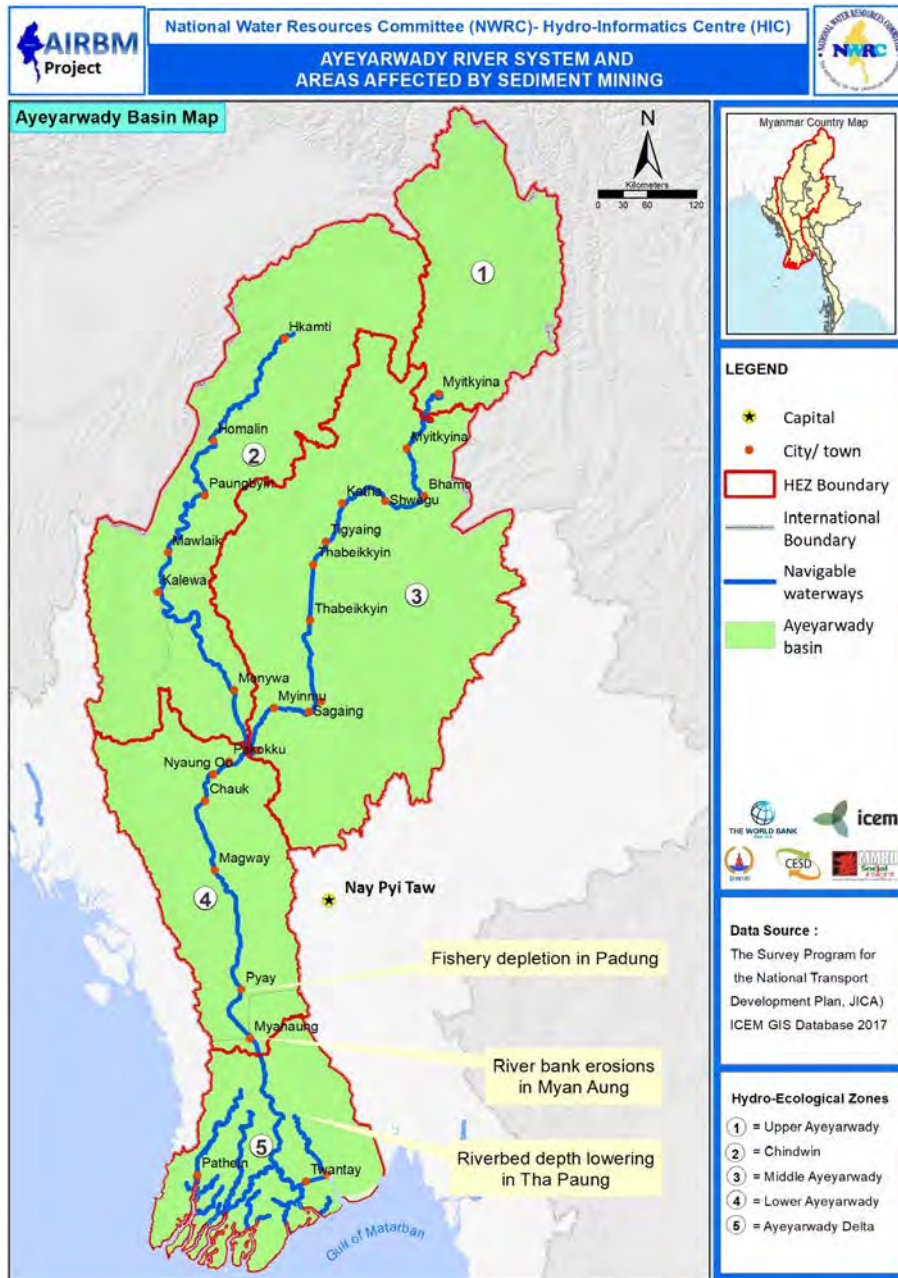 AIRBM
Project
National Water Resources Committee (NWRC)- Hydro-Informatics Centre (HIC)
AYEYARWADY RIVER SYSTEM AND
AREAS AFFECTED BY SEDIMENT MINING
NWRC
Ayeyarwady Basin Map
N
Kilometers
0 30 60 120
1
Hkamti
Myitkyina
Homalin
2
Myitkyina
Paungbyin
Katha
Shwegu
Bhamo
Tigyaing
Mawlaik
Thabeikkyin
Kalewa
3
Thabeikkyin
Monywa
Myinmu
Sagaing
Pakokku
Nyaung Oo
Chauk
Magway
4
Nay Pyi Taw
Fishery depletion in Padung
Pyay
Myanaung
River bank erosions
in Myan Aung
5
Riverbed depth lowering
in Tha Paung
Pathein
Twantay
Gulf of Matarban
Myanmar Country Map
LEGEND
Capital
City/ town
HEZ Boundary
International
Boundary
Navigable
waterways
Ayeyarwady
basin
THE WORLD BANK
icem
CESD
Data Source :
The Survey Program for
the National Transport
Development Plan, JICA)
ICEM GIS Database 2017
Hydro-Ecological Zones
1 = Upper Ayeyarwady
2 = Chindwin
3 = Middle Ayeyarwady
4 = Lower Ayeyarwady
5 = Ayeyarwady Delta